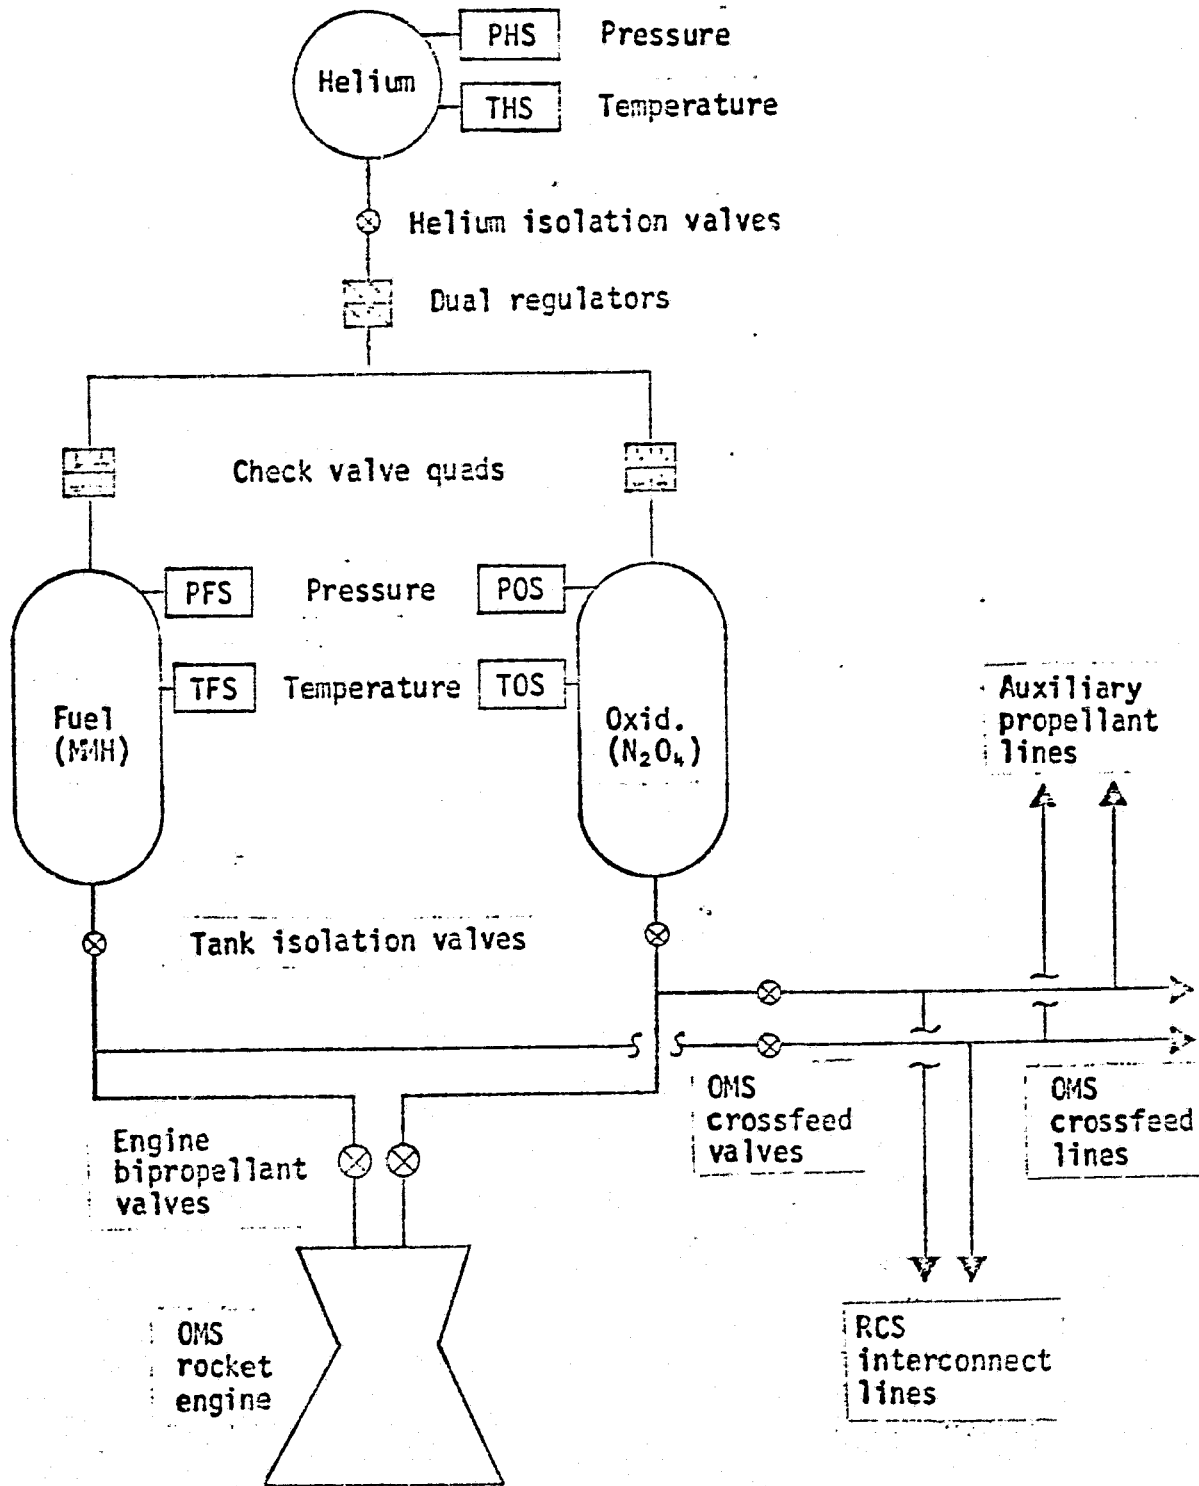 PHS Pressure
Helium
THS Temperature
Helium isolation valves
Dual regulators
Check valve quads
PFS Pressure POS
TFS Temperature TOS
Fuel
(MMH)
Oxid.
(N₂O₄)
Auxiliary
propellant
lines
Tank isolation valves
OMS
crossfeed
valves
OMS
crossfeed
lines
Engine
bipropellant
valves
OMS
rocket
engine
RCS
interconnect
lines